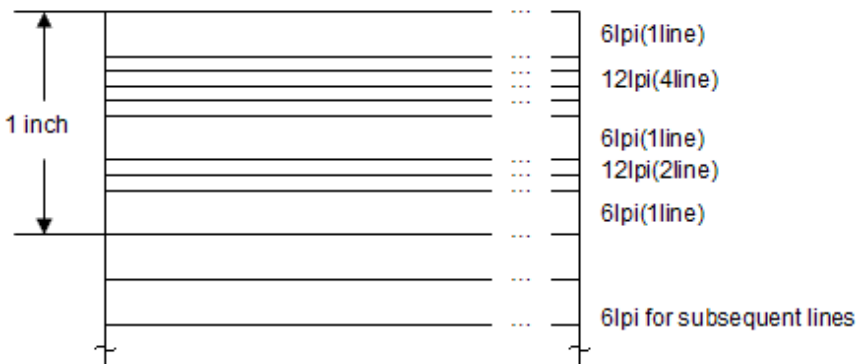 6lpi(1line)
12lpi(4line)
1 inch
6lpi(1line)
12lpi(2line)
6lpi(1line)
6lpi for subsequent lines